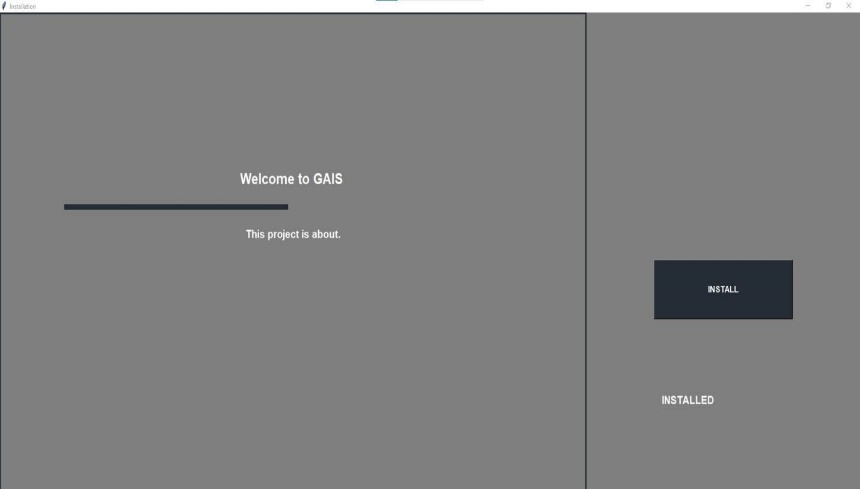 Installation
Welcome to GAIS
This project is about.
INSTALL
INSTALLED